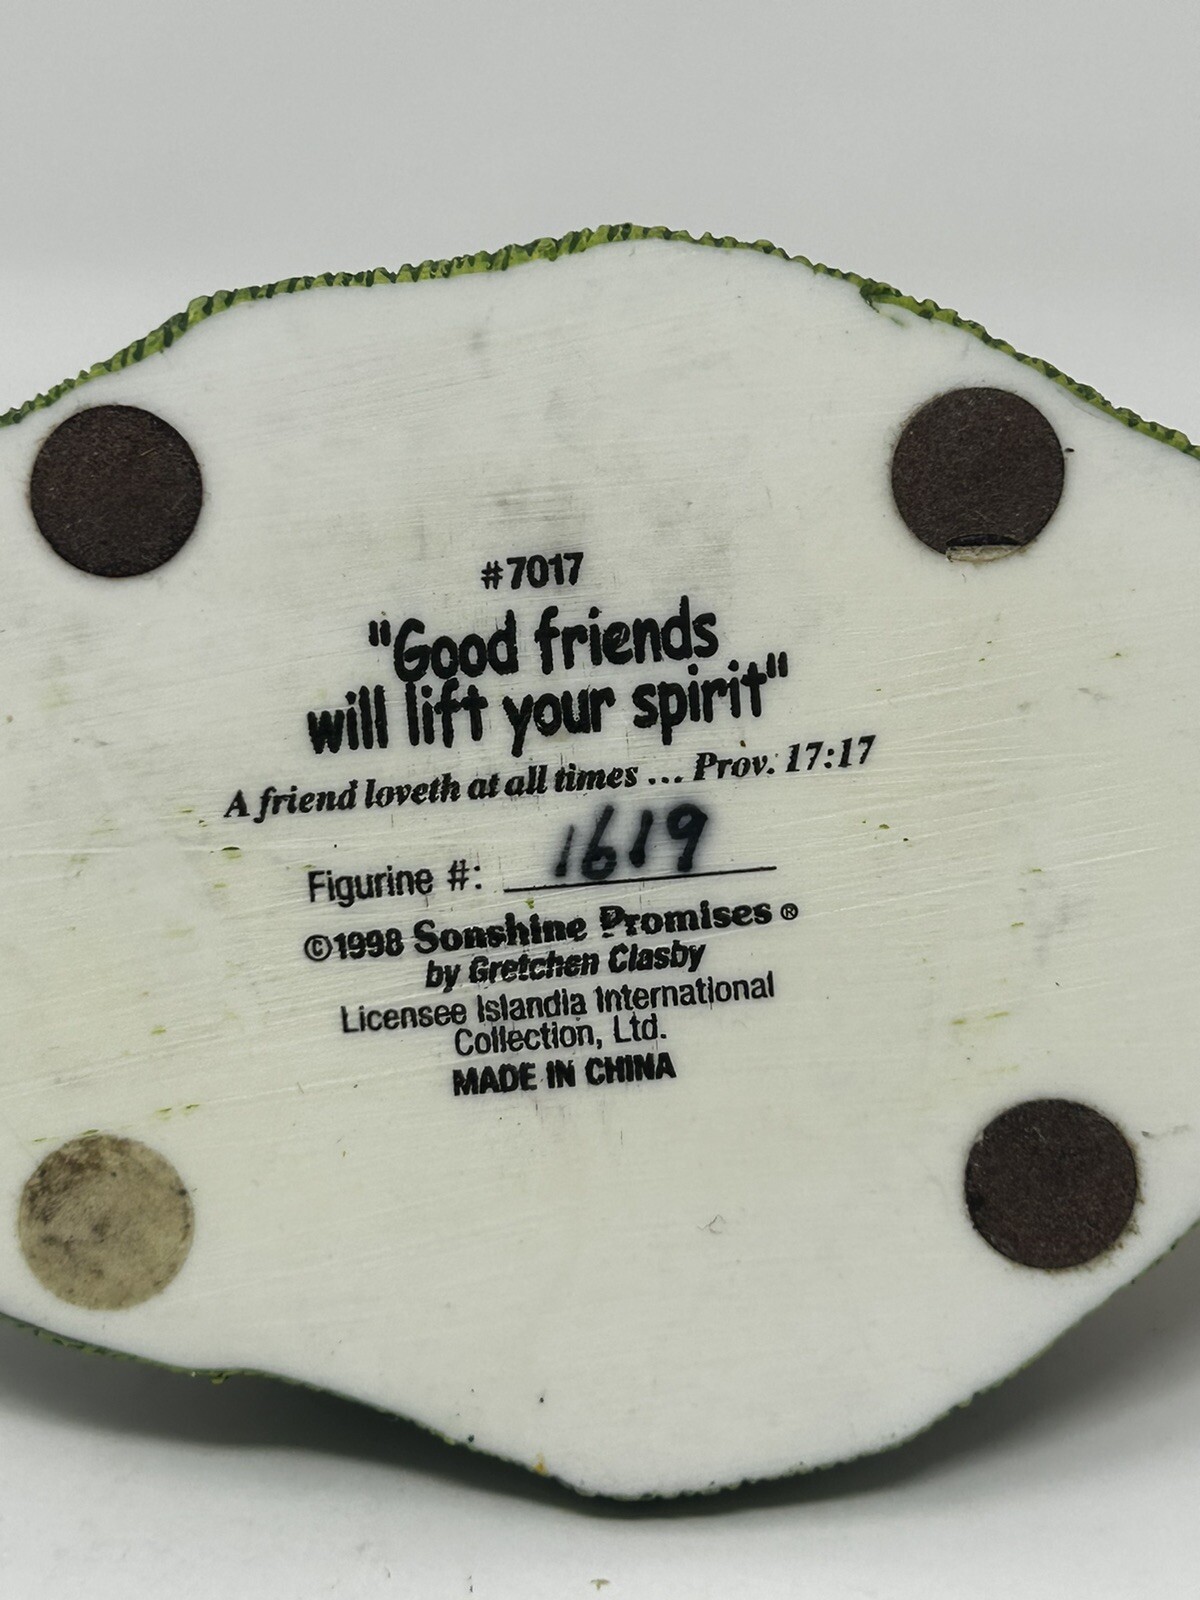 #7017
"Good friends
will lift your spirit"
A friend loveth at all times ... Prov. 17:17
Figurine #: 1619
©1998 Sonshine Promises ®
by Gretchen Clasby
Licensee Islandia International
Collection, Ltd.
MADE IN CHINA